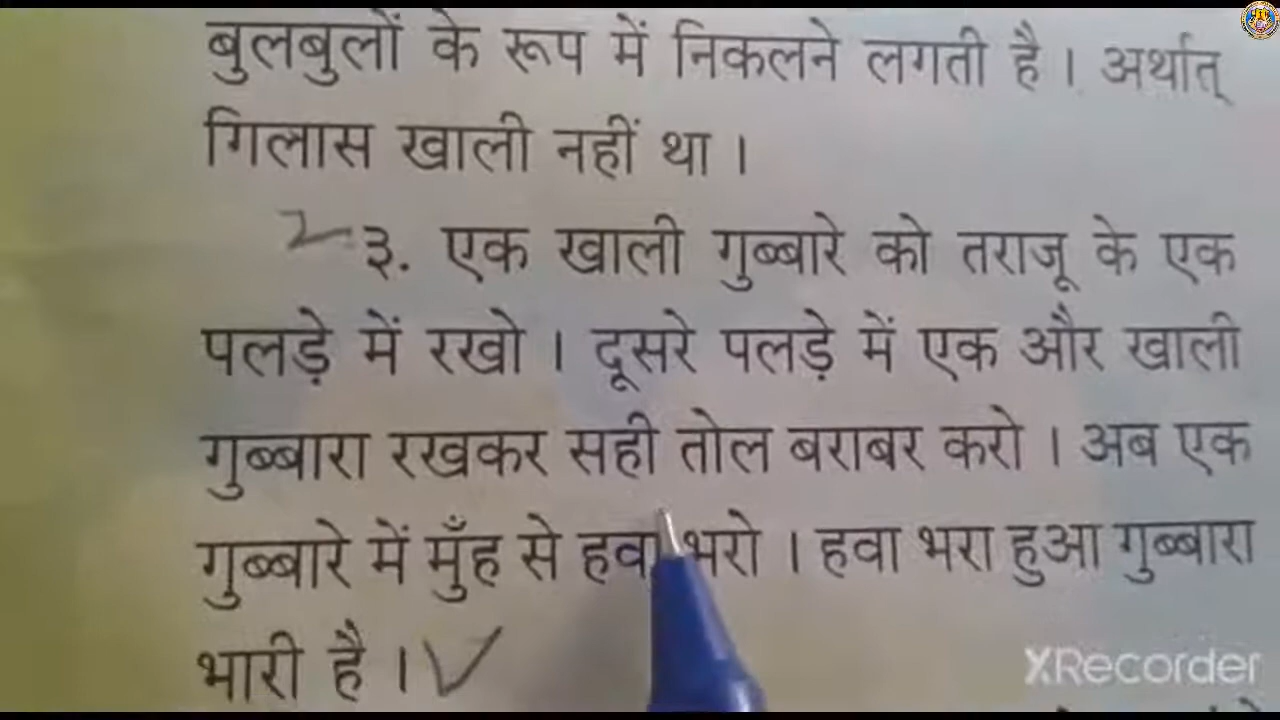 बुलबुलों के रूप में निकलने लगती है । अर्थात्
गिलास खाली नहीं था ।
३. एक खाली गुब्बारे को तराजू के एक
पलड़े में रखो । दूसरे पलड़े में एक और खाली
गुब्बारा रखकर सही तोल बराबर करो । अब एक
गुब्बारे में मुँह से हवा भरो । हवा भरा हुआ गुब्बारा
भारी है ।
XRecorder